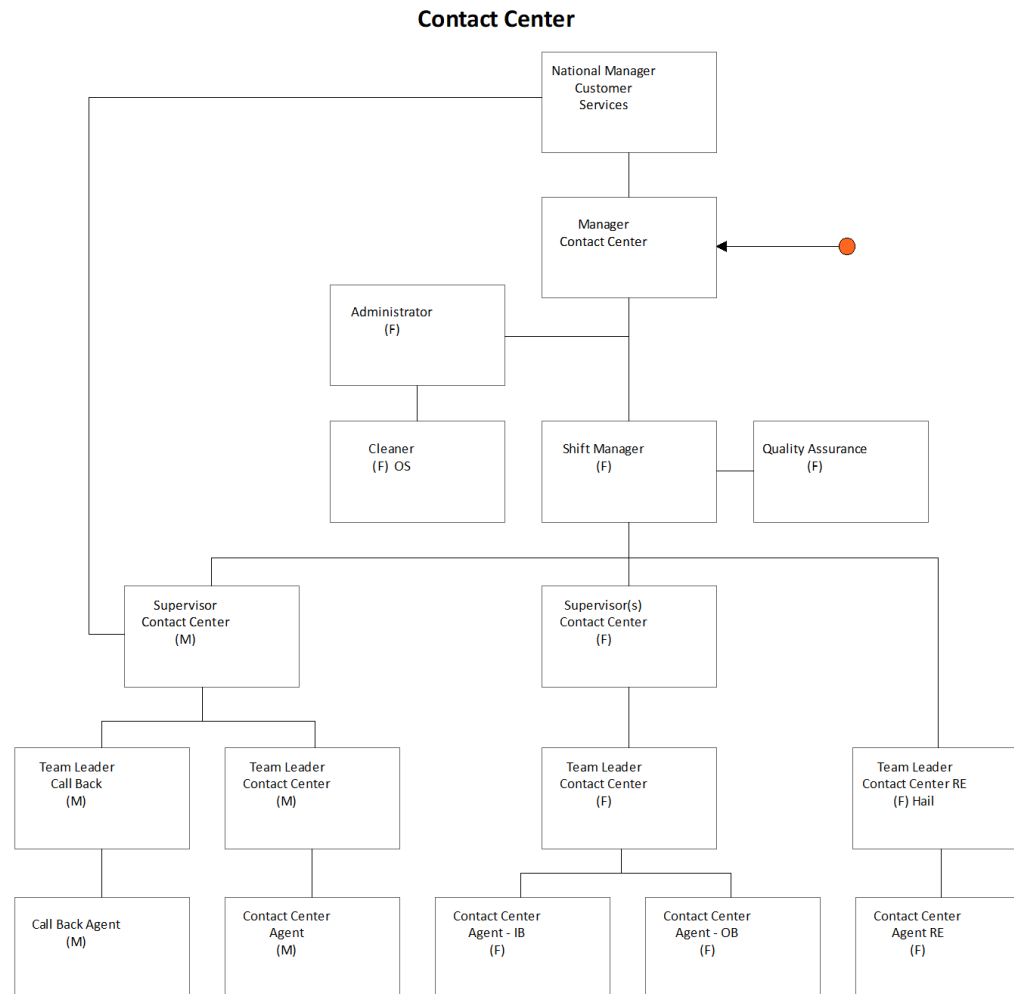 Contact Center
National Manager
Customer
Services
Manager
Contact Center
Administrator
(F)
Cleaner
(F) OS
Shift Manager
(F)
Quality Assurance
(F)
Supervisor
Contact Center
(M)
Supervisor(s)
Contact Center
(F)
Team Leader
Call Back
(M)
Team Leader
Contact Center
(M)
Team Leader
Contact Center
(F)
Team Leader
Contact Center RE
(F) Hail
Call Back Agent
(M)
Contact Center
Agent
(M)
Contact Center
Agent - IB
(F)
Contact Center
Agent - OB
(F)
Contact Center
Agent RE
(F)